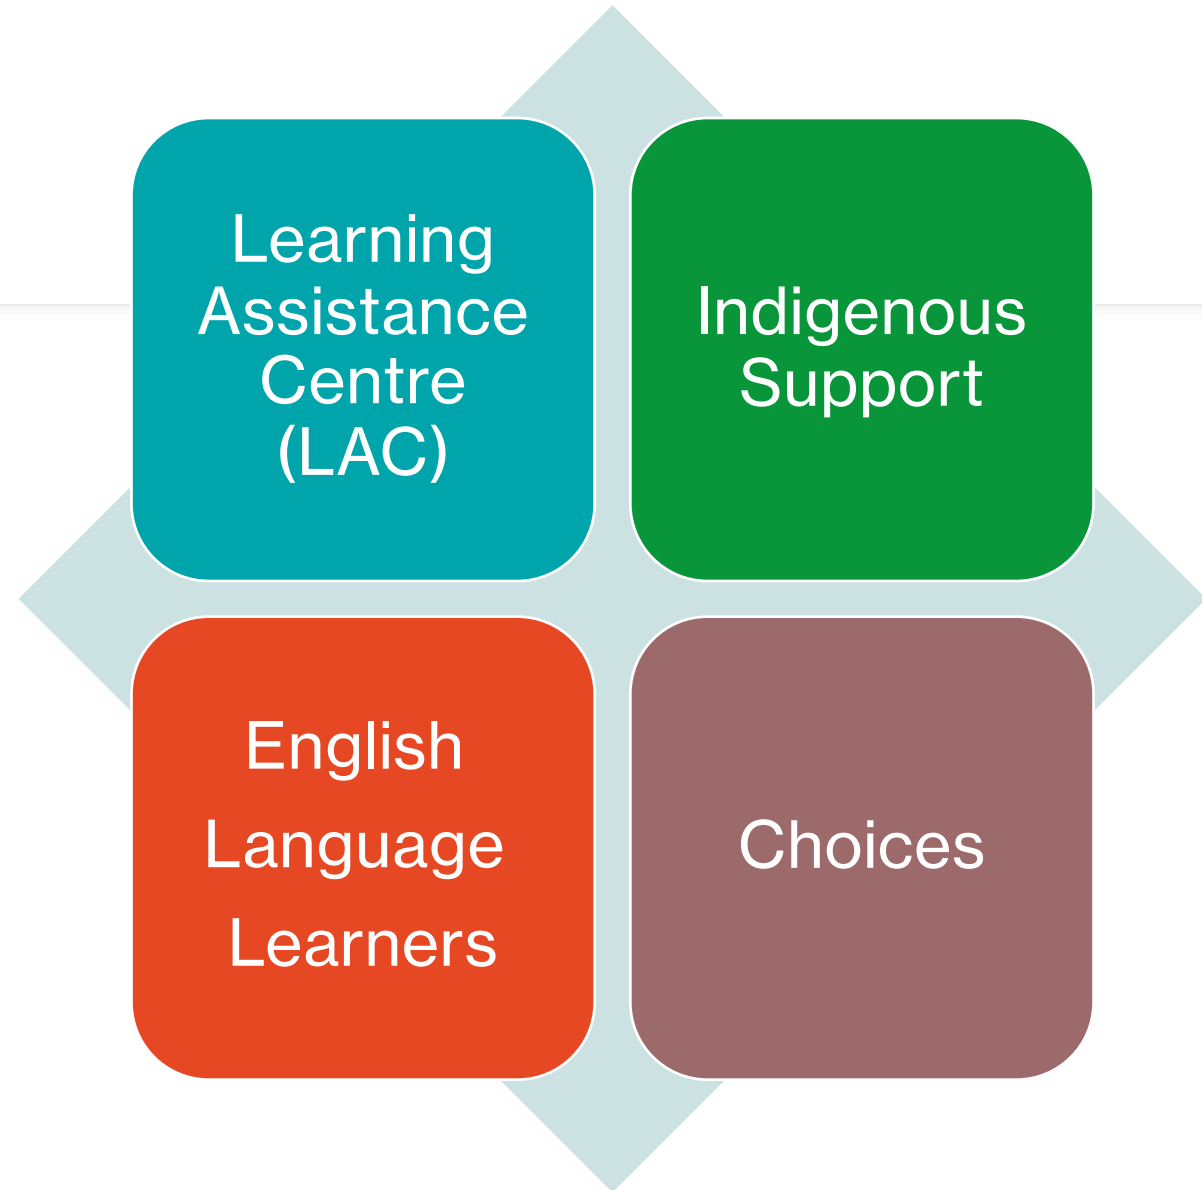 Learning
Assistance
Centre
(LAC)
Indigenous
Support
English
Language
Learners
Choices